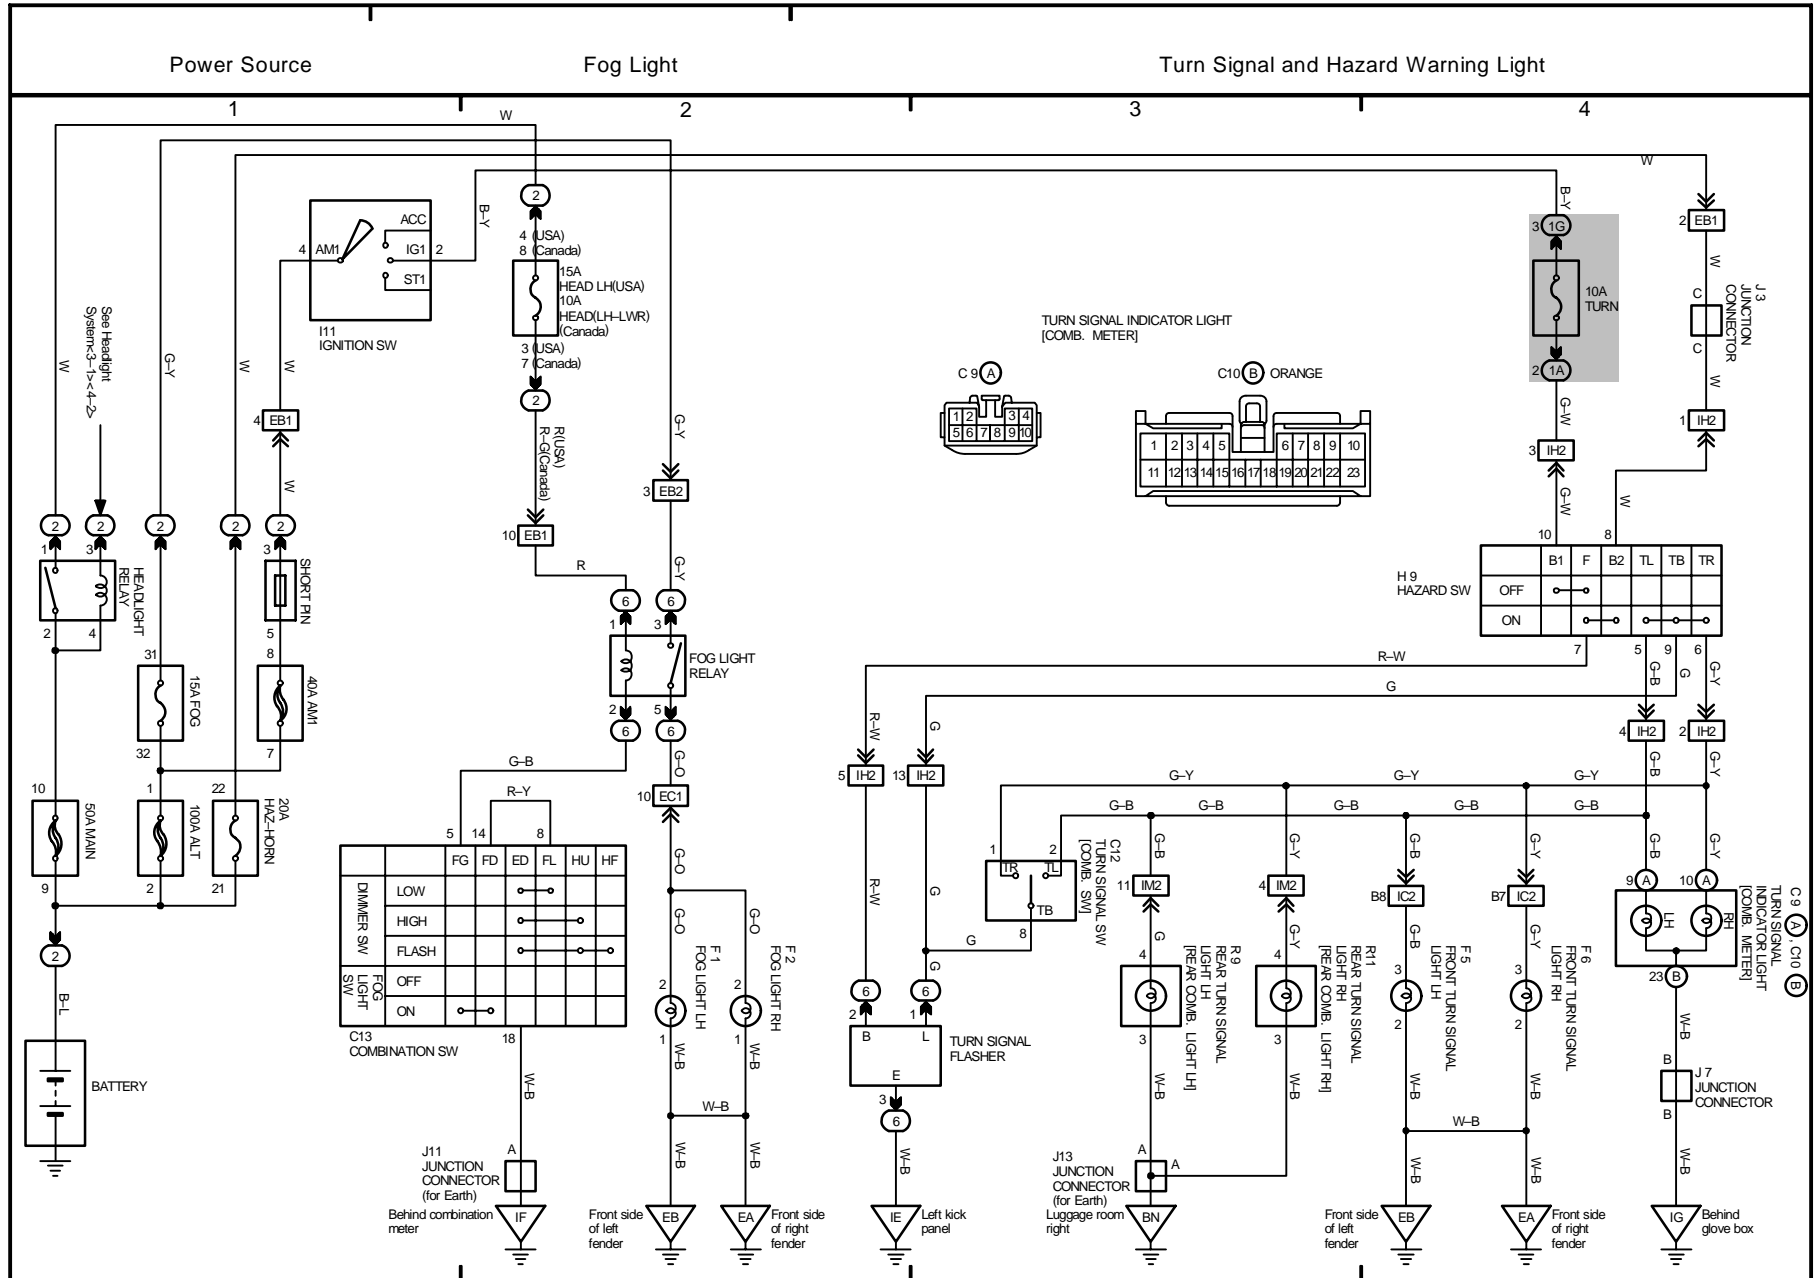 Power Source
Fog Light
Turn Signal and Hazard Warning Light
1
2
3
4
W
W
2
B–Y
B–Y
ACC
4
AM1
IG1
2
ST1
I11
IGNITION SW
4 (USA)
8 (Canada)
15A
HEAD LH(USA)
10A
HEAD(LH–LWR)
(Canada)
3 (USA)
7 (Canada)
2
R(USA)
R–G(Canada)
10
EB1
R
See Headlight
System<3–1><4–2>
W
G–Y
W
W
4
EB1
W
G–Y
3
EB2
G–Y
2
2
2
2
2
1
3
3
HEADLIGHT
RELAY
2
4
SHORT PIN
5
31
8
15A FOG
40A AM1
32
7
10
1
22
50A MAIN
100A ALT
20A
HAZ–HORN
9
2
21
2
B–L
BATTERY
6
6
1
3
FOG LIGHT
RELAY
2
5
6
6
G–B
G–O
R–Y
10
EC1
5
14
8
FG
FD
ED
FL
HU
HF
DIMMER SW
LOW
HIGH
FLASH
FOG
LIGHT
SW
OFF
ON
C13
COMBINATION SW
18
W–B
G–O
G–O
G–O
2
2
F 1
FOG LIGHT LH
F 2
FOG LIGHT RH
1
1
W–B
W–B
W–B
W–B
W–B
J11
JUNCTION
CONNECTOR
(for Earth)
A
Behind combination
meter
IF
Front side
of left
fender
EB
EA
Front side
of right
fender
TURN SIGNAL INDICATOR LIGHT
[COMB. METER]
C 9 A
1 2 3 4
5 6 7 8 9 10
C10 B ORANGE
1 2 3 4 5 6 7 8 9 10
11 12 13 14 15 16 17 18 19 20 21 22 23
B–Y
3
1G
10A
TURN
2
1A
G–W
3
IH2
G–W
2
EB1
W
C
J 3
JUNCTION
CONNECTOR
C
W
1
IH2
W
10
8
H 9
HAZARD SW
B1
F
B2
TL
TB
TR
OFF
ON
7
5
9
6
R–W
G
G–B
G
G–Y
R–W
G
5
IH2
13
IH2
4
IH2
2
IH2
G–B
G–Y
G–Y
G–Y
G–Y
G–B
G–B
G–B
G–B
G–B
1
2
TR
TL
TB
8
C12
TURN SIGNAL SW
[COMB. SW]
R–W
G
G
G
6
6
2
1
B
L
E
TURN SIGNAL
FLASHER
3
6
W–B
IE
Left kick
panel
G–B
11
IM2
G
4
R 9
REAR TURN SIGNAL
LIGHT LH
[REAR COMB. LIGHT LH]
3
W–B
G–Y
4
IM2
G–Y
4
R11
REAR TURN SIGNAL
LIGHT RH
[REAR COMB. LIGHT RH]
3
W–B
J13
JUNCTION
CONNECTOR
(for Earth)
A
A
Luggage room
right
BN
G–B
B8
IC2
G–B
3
F 5
FRONT TURN SIGNAL
LIGHT LH
2
W–B
G–Y
B7
IC2
G–Y
3
F 6
FRONT TURN SIGNAL
LIGHT RH
2
W–B
W–B
W–B
W–B
Front side
of left
fender
EB
EA
Front side
of right
fender
G–B
G–Y
9
A
10
A
LH
RH
C 9 A , C10 B
TURN SIGNAL
INDICATOR LIGHT
[COMB. METER]
23
B
W–B
B
J 7
JUNCTION
CONNECTOR
B
W–B
IG
Behind
glove box